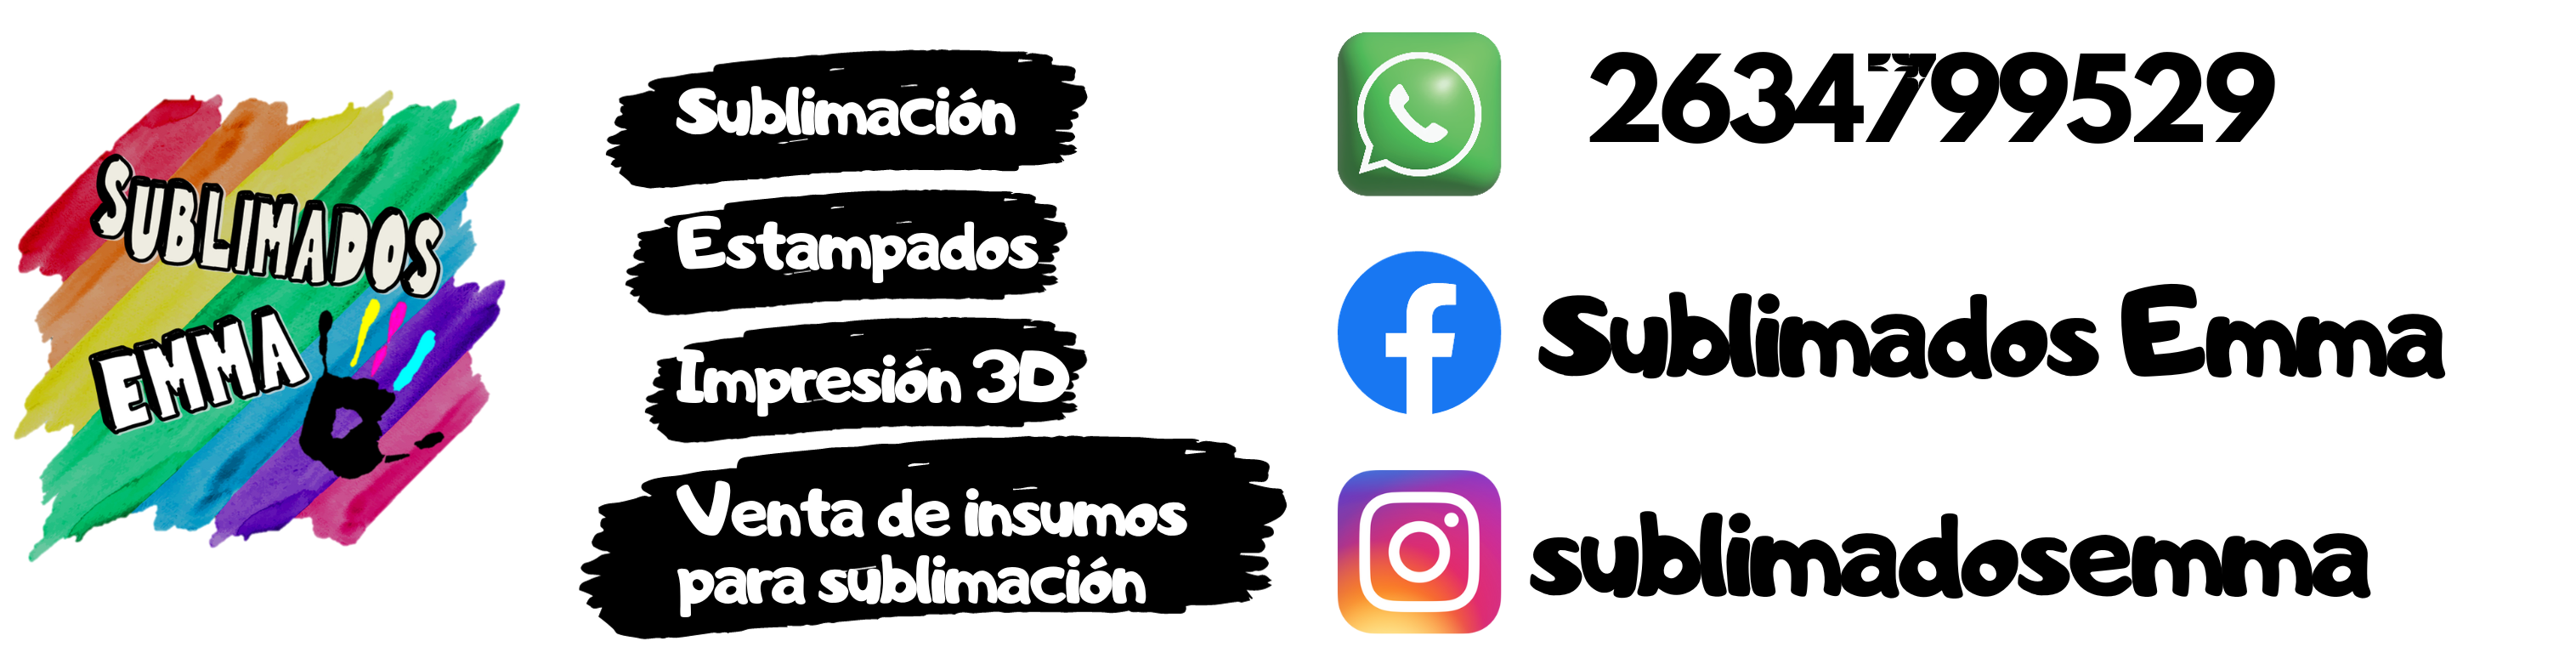 SUBLIMADOS
EMMA
Sublimación
Estampados
Impresión 3D
Venta de insumos
para sublimación
2634799529
Sublimados Emma
sublimadosemma